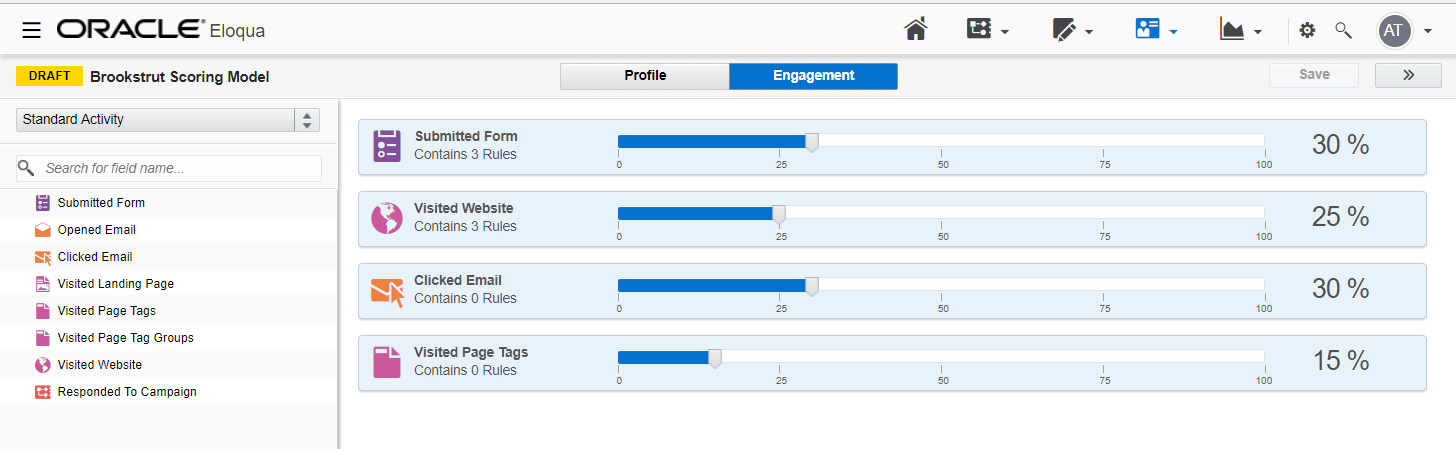 ORACLE® Eloqua
AT
DRAFT Brookstrut Scoring Model
Profile
Engagement
Save
»
Standard Activity
Search for field name...
Submitted Form
Opened Email
Clicked Email
Visited Landing Page
Visited Page Tags
Visited Page Tag Groups
Visited Website
Responded To Campaign
Submitted Form
Contains 3 Rules
0 25 50 75 100
30 %
Visited Website
Contains 3 Rules
0 25 50 75 100
25 %
Clicked Email
Contains 0 Rules
0 25 50 75 100
30 %
Visited Page Tags
Contains 0 Rules
0 25 50 75 100
15 %